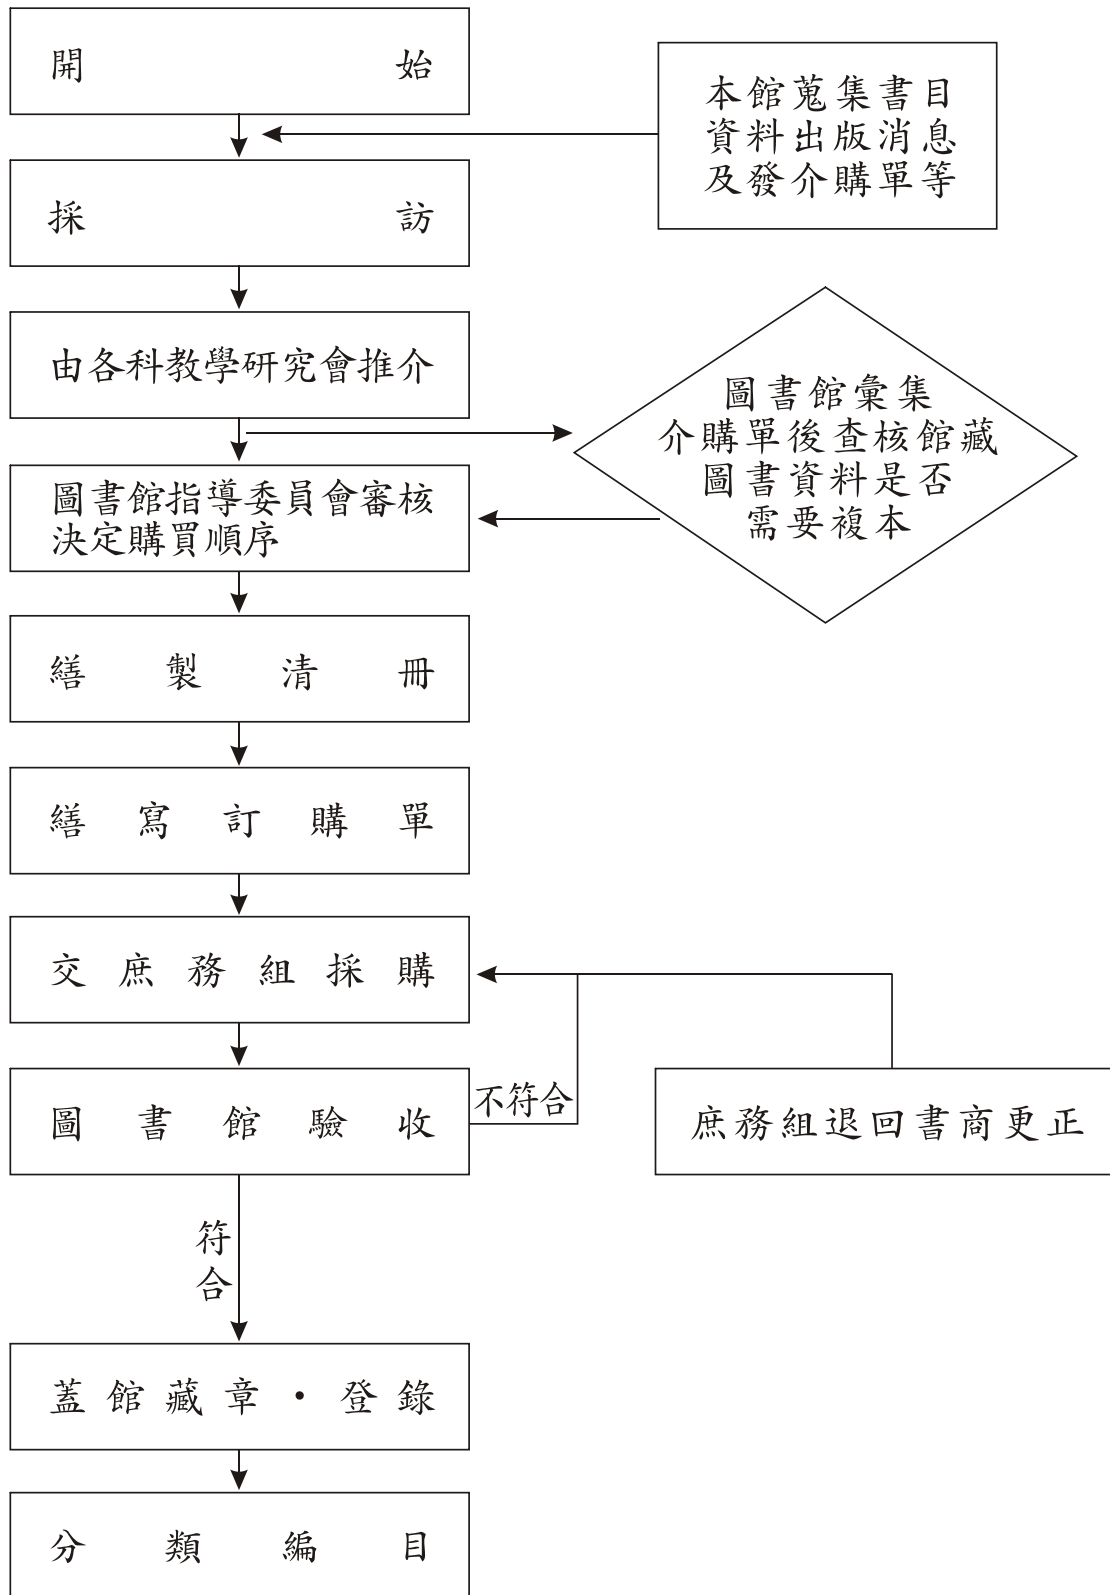 開始
本館蒐集書目
資料出版消息
及發介購單等
採訪
由各科教學研究會推介
圖書館彙集
介購單後查核館藏
圖書資料是否
需要複本
圖書館指導委員會審核
決定購買順序
繕製清冊
繕寫訂購單
交庶務組採購
圖書館驗收
不符合
庶務組退回書商更正
符
合
蓋館藏章・登錄
分類編目